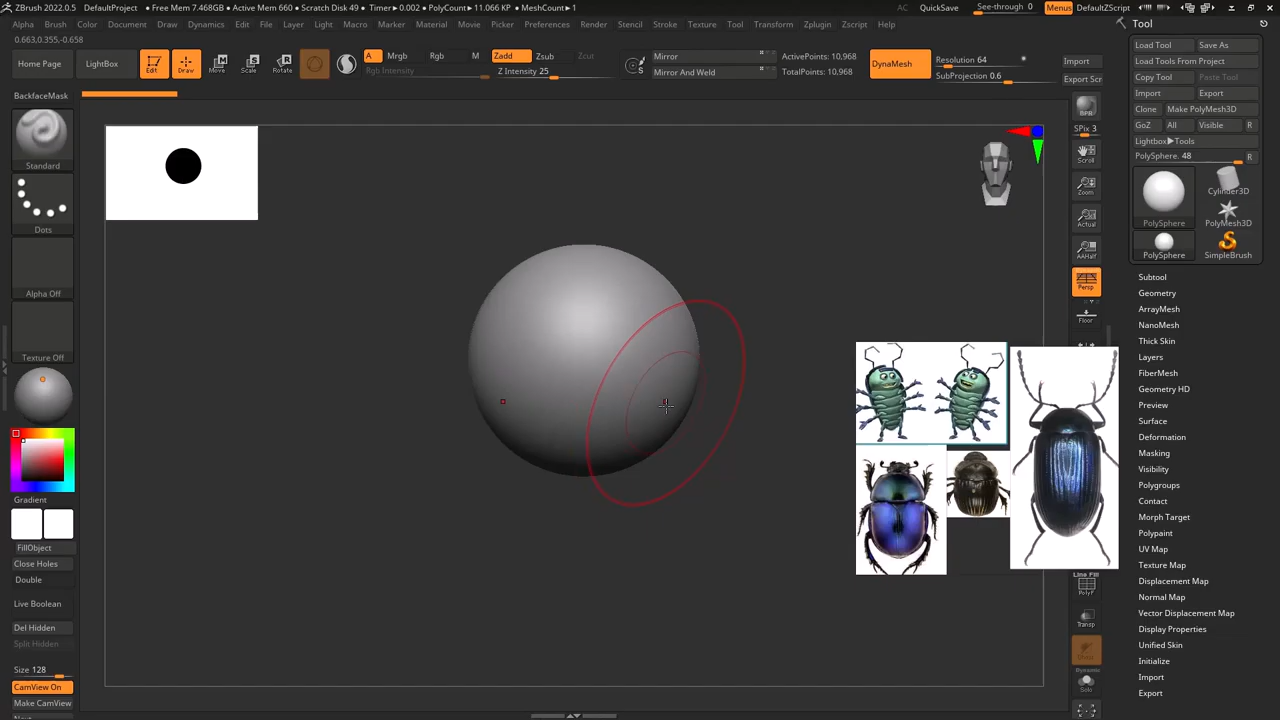 ZBrush 2022.0.5 DefaultProject • Free Mem 7.468GB • Active Mem 660 • Scratch Disk 49 • Timer▶0.002 • PolyCount▶11.066 KP • MeshCount▶1
AC QuickSave See-through 0 Menus DefaultZScript
Alpha Brush Color Document Draw Dynamics Edit File Layer Light Macro Marker Material Movie Picker Preferences Render Stencil Stroke Texture Tool Transform Zplugin Zscript Help
0.663,0.355,-0.658
Home Page
LightBox
Edit
Draw
Move
Scale
Rotate
A
Mrgb
Rgb
M
Rgb Intensity
Zadd
Zsub
Zcut
Z Intensity 25
Mirror
Mirror And Weld
ActivePoints: 10,968
TotalPoints: 10,968
DynaMesh
Resolution 64
SubProjection 0.6
Import
Export Scr
BackfaceMask
Standard
Dots
Alpha Off
Texture Off
Gradient
FillObject
Close Holes
Double
Live Boolean
Del Hidden
Split Hidden
Size 128
CamView On
Make CamView
BPR
SPix 3
Scroll
Zoom
Actual
AAHalf
Persp
Floor
Line Fill
PolyF
Transp
Dynamic
Solo
Tool
Load Tool
Save As
Load Tools From Project
Copy Tool
Paste Tool
Import
Export
Clone
Make PolyMesh3D
GoZ
All
Visible
R
Lightbox▶Tools
PolySphere. 48
R
PolySphere
Cylinder3D
PolyMesh3D
PolySphere
SimpleBrush
Subtool
Geometry
ArrayMesh
NanoMesh
Thick Skin
Layers
FiberMesh
Geometry HD
Preview
Surface
Deformation
Masking
Visibility
Polygroups
Contact
Morph Target
Polypaint
UV Map
Texture Map
Displacement Map
Normal Map
Vector Displacement Map
Display Properties
Unified Skin
Initialize
Import
Export